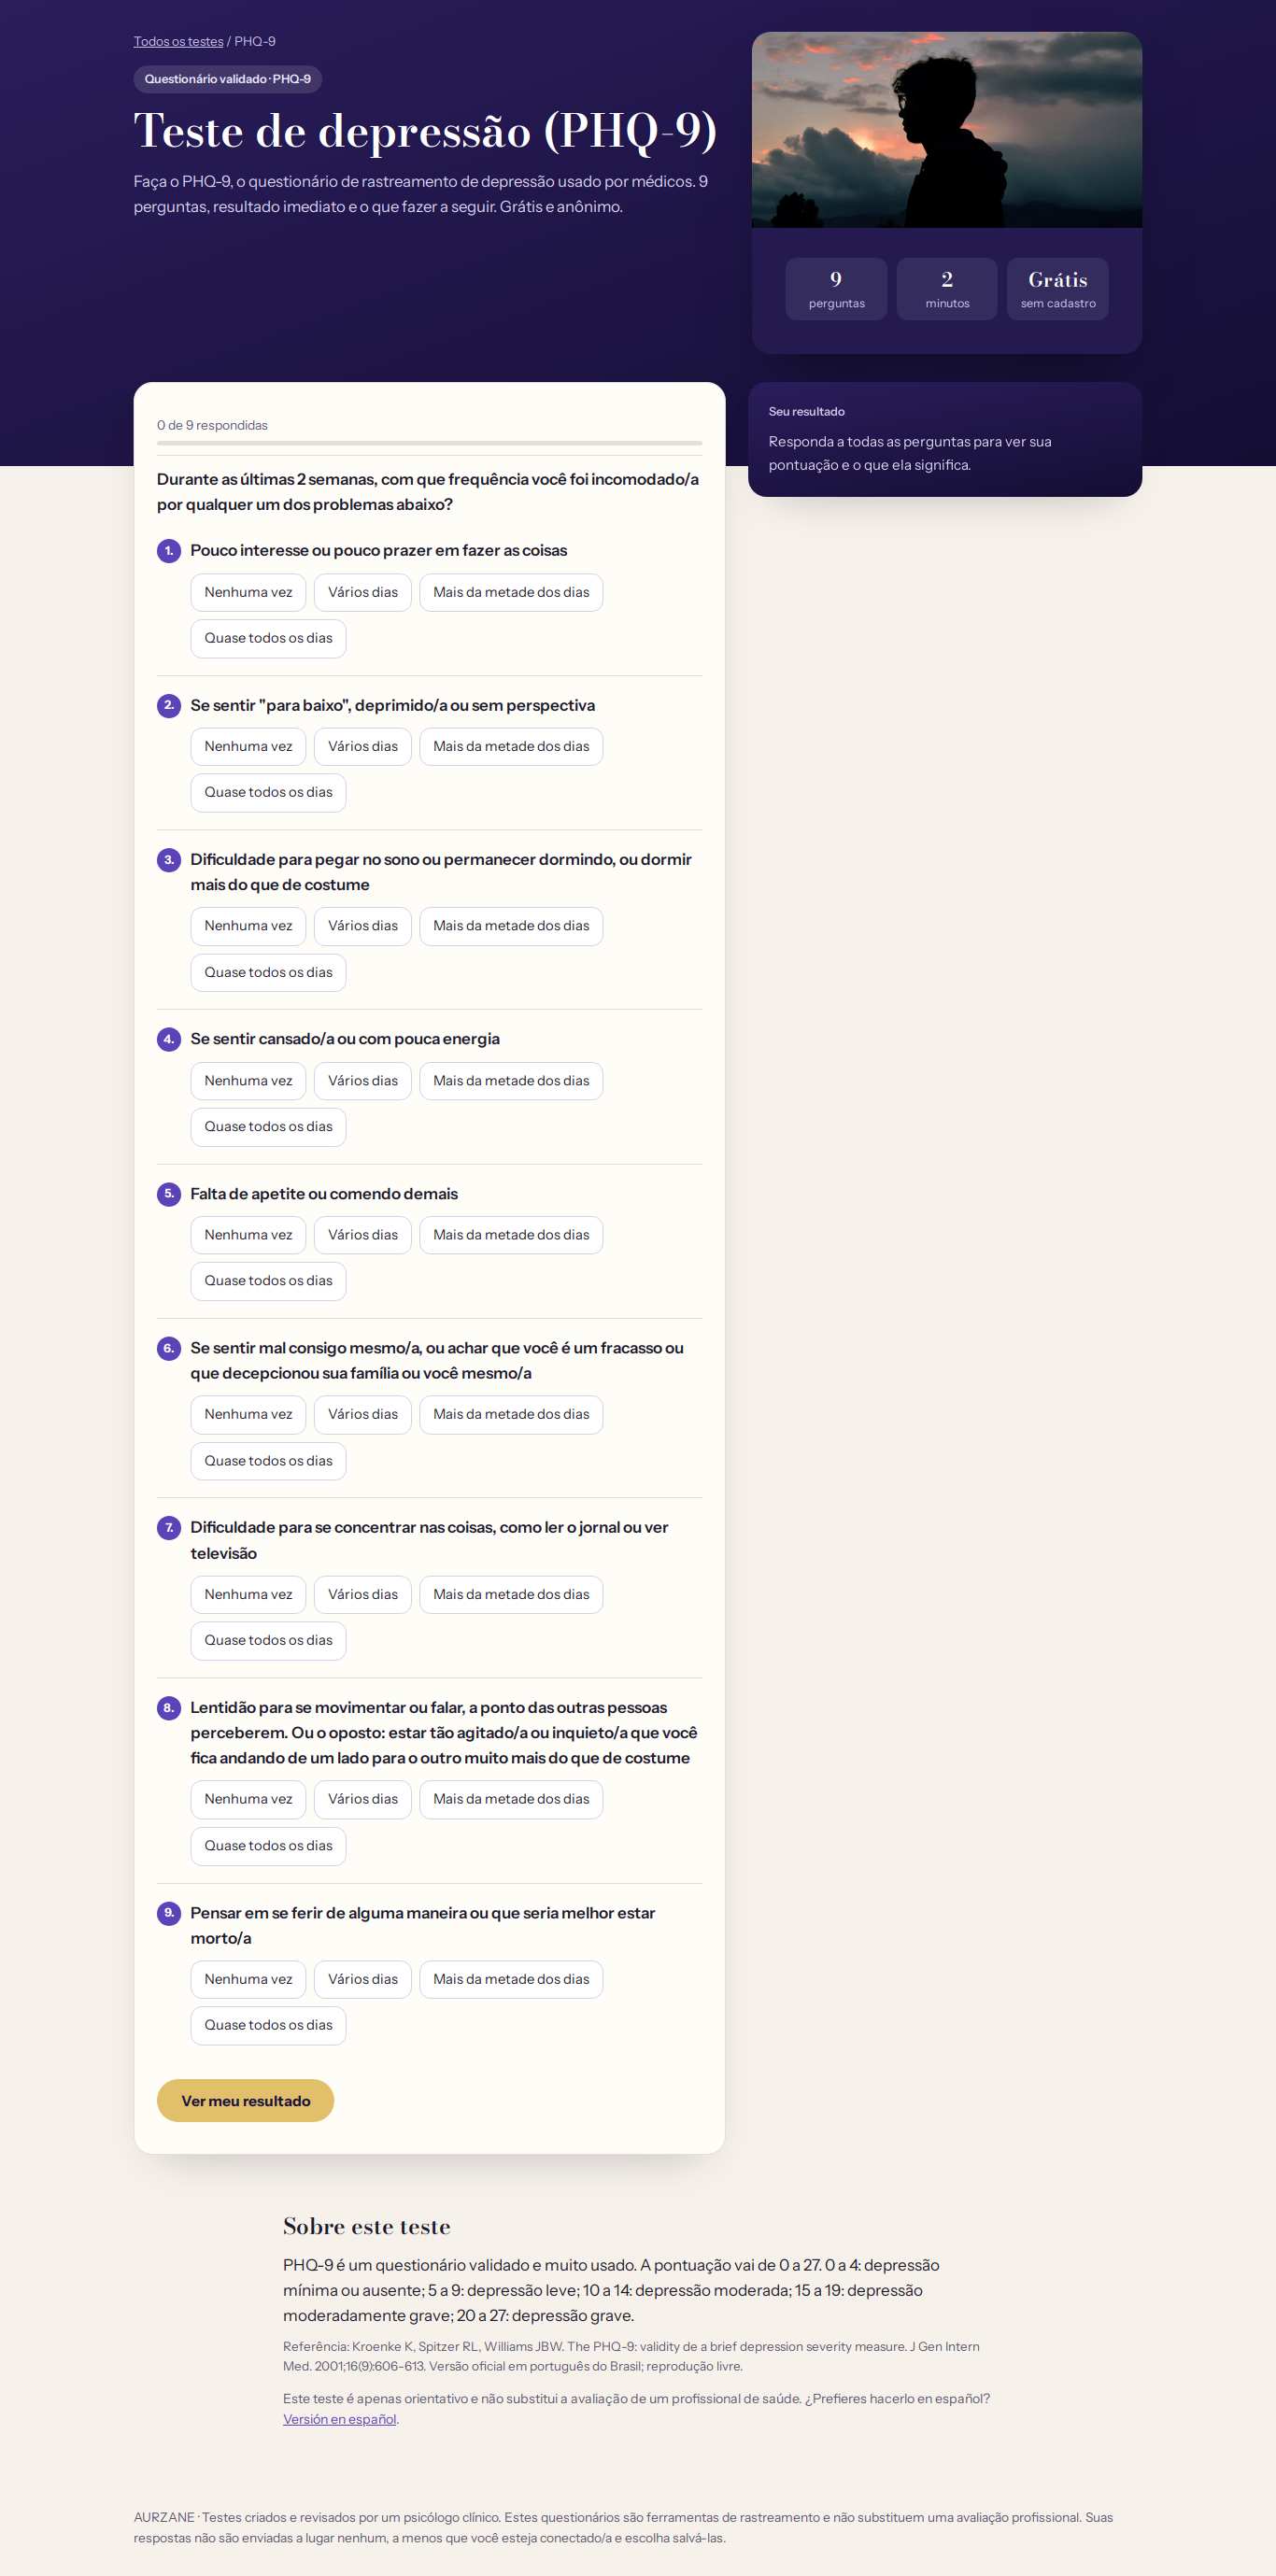 Todos os testes / PHQ-9
Questionário validado · PHQ-9
Teste de depressão (PHQ-9)
Faça o PHQ-9, o questionário de rastreamento de depressão usado por médicos. 9
perguntas, resultado imediato e o que fazer a seguir. Grátis e anônimo.
9
perguntas
2
minutos
Grátis
sem cadastro
0 de 9 respondidas
Durante as últimas 2 semanas, com que frequência você foi incomodado/a
por qualquer um dos problemas abaixo?
1. Pouco interesse ou pouco prazer em fazer as coisas
Nenhuma vez Vários dias Mais da metade dos dias
Quase todos os dias
2. Se sentir "para baixo", deprimido/a ou sem perspectiva
Nenhuma vez Vários dias Mais da metade dos dias
Quase todos os dias
3. Dificuldade para pegar no sono ou permanecer dormindo, ou dormir
mais do que de costume
Nenhuma vez Vários dias Mais da metade dos dias
Quase todos os dias
4. Se sentir cansado/a ou com pouca energia
Nenhuma vez Vários dias Mais da metade dos dias
Quase todos os dias
5. Falta de apetite ou comendo demais
Nenhuma vez Vários dias Mais da metade dos dias
Quase todos os dias
6. Se sentir mal consigo mesmo/a, ou achar que você é um fracasso ou
que decepcionou sua família ou você mesmo/a
Nenhuma vez Vários dias Mais da metade dos dias
Quase todos os dias
7. Dificuldade para se concentrar nas coisas, como ler o jornal ou ver
televisão
Nenhuma vez Vários dias Mais da metade dos dias
Quase todos os dias
8. Lentidão para se movimentar ou falar, a ponto das outras pessoas
perceberem. Ou o oposto: estar tão agitado/a ou inquieto/a que você
fica andando de um lado para o outro muito mais do que de costume
Nenhuma vez Vários dias Mais da metade dos dias
Quase todos os dias
9. Pensar em se ferir de alguma maneira ou que seria melhor estar
morto/a
Nenhuma vez Vários dias Mais da metade dos dias
Quase todos os dias
Ver meu resultado
Seu resultado
Responda a todas as perguntas para ver sua
pontuação e o que ela significa.
Sobre este teste
PHQ-9 é um questionário validado e muito usado. A pontuação vai de 0 a 27. 0 a 4: depressão
mínima ou ausente; 5 a 9: depressão leve; 10 a 14: depressão moderada; 15 a 19: depressão
moderadamente grave; 20 a 27: depressão grave.
Referência: Kroenke K, Spitzer RL, Williams JBW. The PHQ-9: validity of a brief depression severity measure. J Gen Intern
Med. 2001;16(9):606-613. Versão oficial em português do Brasil; reprodução livre.
Este teste é apenas orientativo e não substitui a avaliação de um profissional de saúde. ¿Prefieres hacerlo en español?
Versión en español.
AURZANE · Testes criados e revisados por um psicólogo clínico. Estes questionários são ferramentas de rastreamento e não substituem uma avaliação profissional. Suas
respostas não são enviadas a lugar nenhum, a menos que você esteja conectado/a e escolha salvá-las.